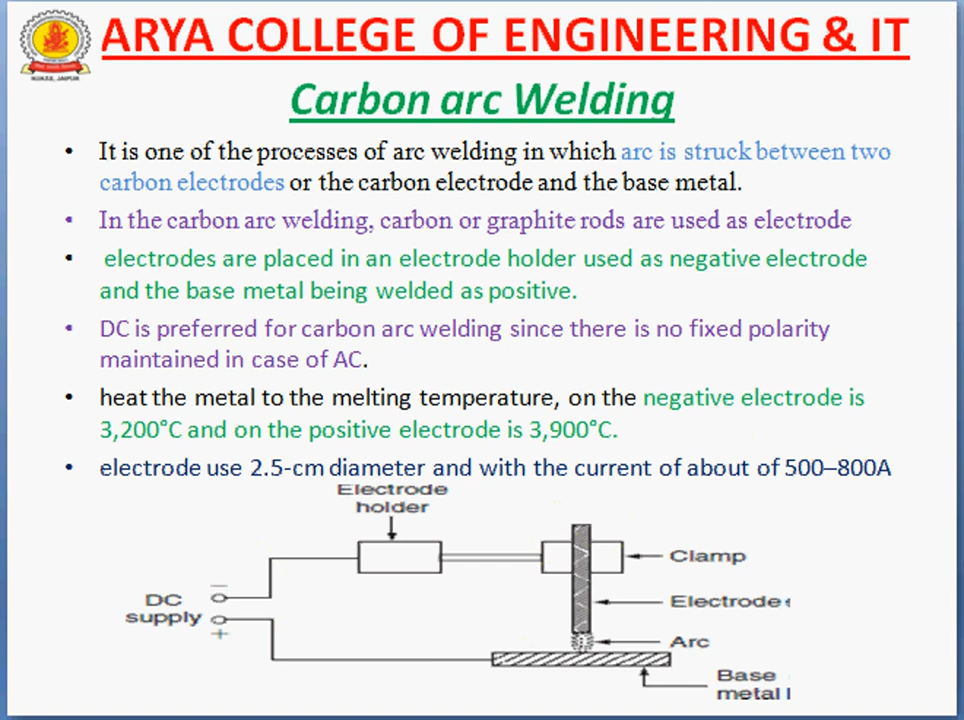 ARYA COLLEGE OF ENGINEERING & IT
KUKAS, JAIPUR
Carbon arc Welding
• It is one of the processes of arc welding in which arc is struck between two
carbon electrodes or the carbon electrode and the base metal.
• In the carbon arc welding, carbon or graphite rods are used as electrode
• electrodes are placed in an electrode holder used as negative electrode
and the base metal being welded as positive.
• DC is preferred for carbon arc welding since there is no fixed polarity
maintained in case of AC.
• heat the metal to the melting temperature, on the negative electrode is
3,200°C and on the positive electrode is 3,900°C.
• electrode use 2.5-cm diameter and with the current of about of 500–800A
Electrode
holder
Clamp
DC
supply
−
+
Electrode
Arc
Base
metal